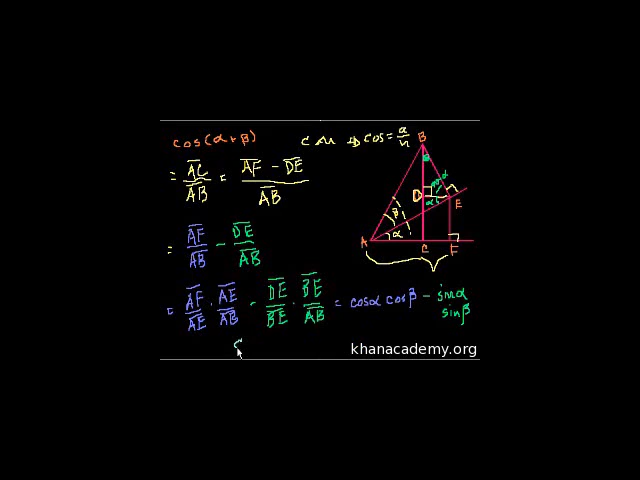 cos(α+β)
CAH ⇒ cos = a/h
= AC/AB = (AF − DE)/AB
= AF/AB − DE/AB
= AF/AE · AE/AB − DE/BE · BE/AB = cosα cosβ − sinα
sinβ
B
D
E
A
β
α
C
F
khanacademy.org